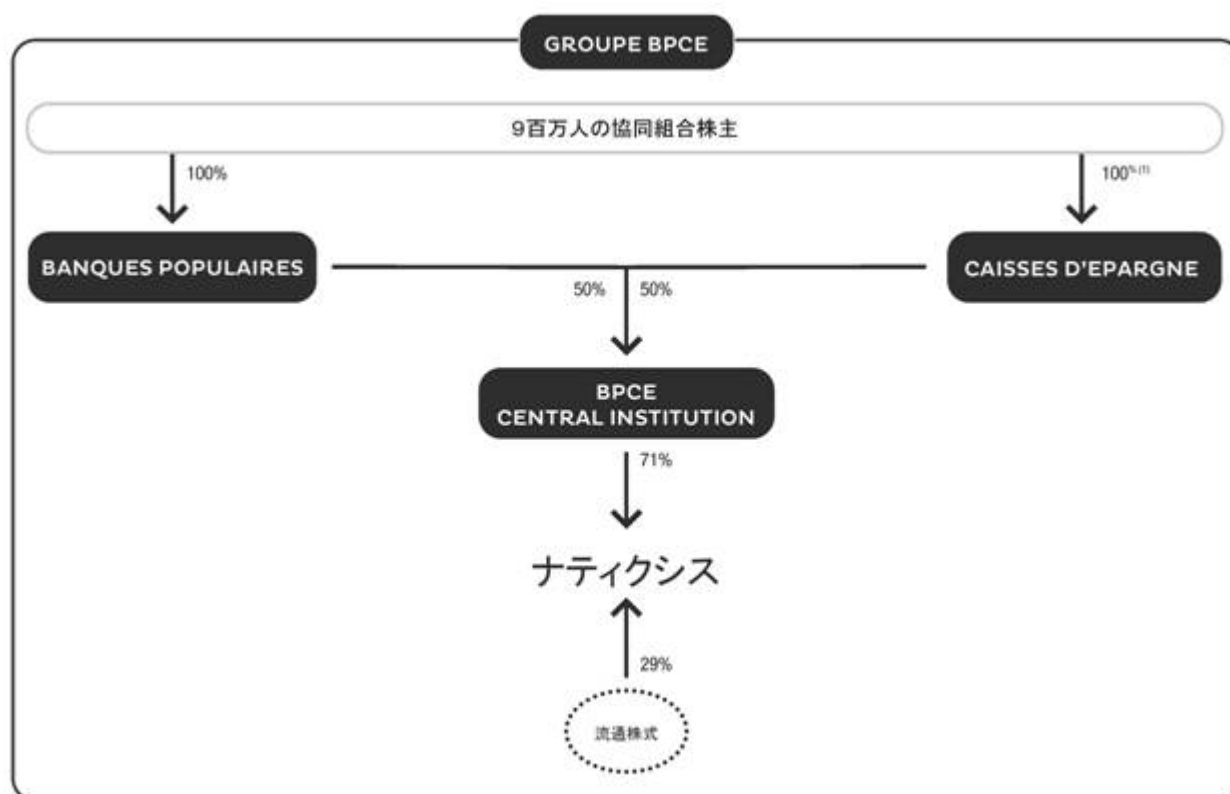 GROUPE BPCE
9百万人の協同組合株主
100%
100%(1)
BANQUES POPULAIRES
CAISSES D'EPARGNE
50%
50%
BPCE
CENTRAL INSTITUTION
71%
ナティクシス
29%
流通株式